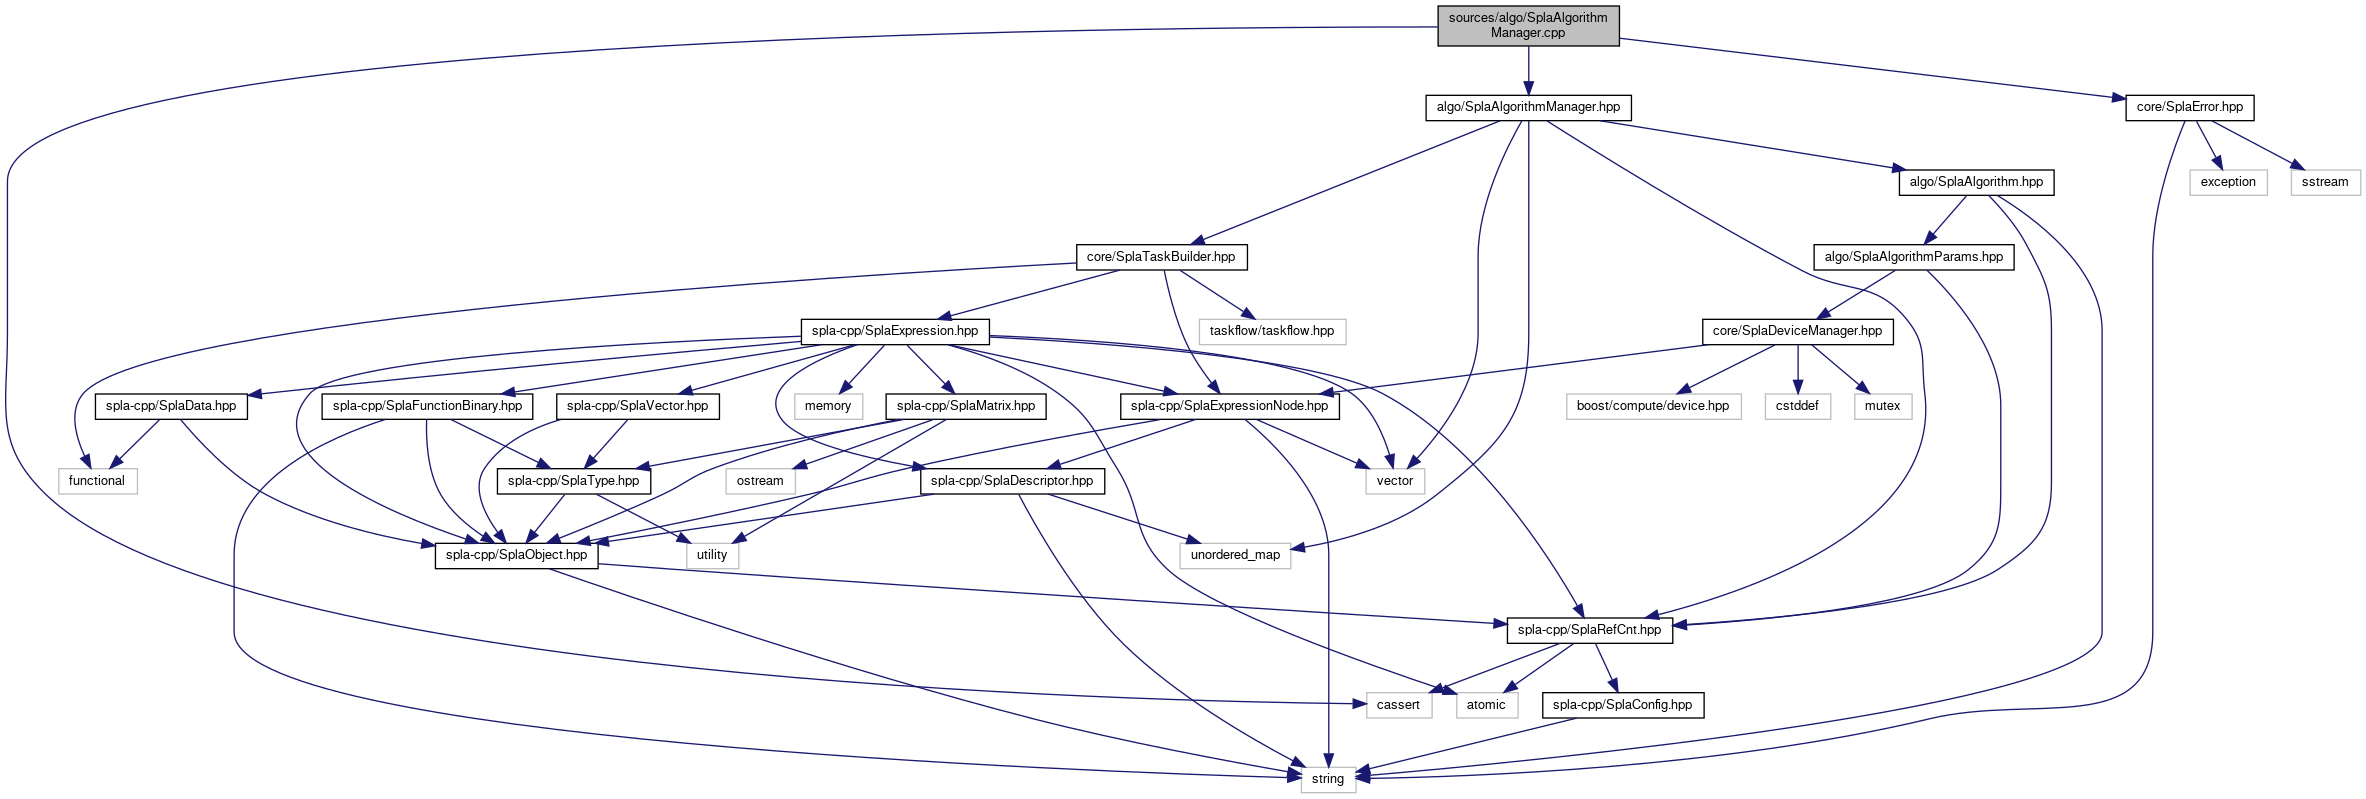 sources/algo/SplaAlgorithm
Manager.cpp
algo/SplaAlgorithmManager.hpp
core/SplaError.hpp
algo/SplaAlgorithm.hpp
exception
sstream
core/SplaTaskBuilder.hpp
algo/SplaAlgorithmParams.hpp
spla-cpp/SplaExpression.hpp
taskflow/taskflow.hpp
core/SplaDeviceManager.hpp
spla-cpp/SplaData.hpp
spla-cpp/SplaFunctionBinary.hpp
spla-cpp/SplaVector.hpp
memory
spla-cpp/SplaMatrix.hpp
spla-cpp/SplaExpressionNode.hpp
boost/compute/device.hpp
cstddef
mutex
functional
spla-cpp/SplaType.hpp
ostream
spla-cpp/SplaDescriptor.hpp
vector
spla-cpp/SplaObject.hpp
utility
unordered_map
spla-cpp/SplaRefCnt.hpp
cassert
atomic
spla-cpp/SplaConfig.hpp
string